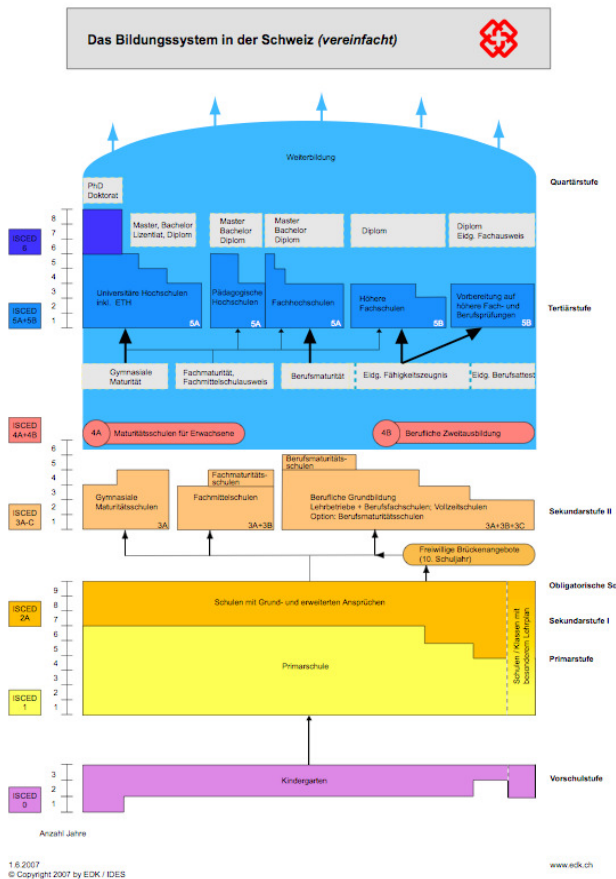 Das Bildungssystem in der Schweiz (vereinfacht)
Weiterbildung
Quartärstufe
PhD
Doktorat
8
7
6
ISCED
6
Master, Bachelor
Lizentiat, Diplom
Master
Bachelor
Diplom
Master
Bachelor
Diplom
Diplom
Diplom
Eidg. Fachausweis
5
4
3
2
1
ISCED
5A+5B
Universitäre Hochschulen
inkl. ETH
5A
Pädagogische
Hochschulen
5A
Fachhochschulen
5A
Höhere
Fachschulen
5B
Vorbereitung auf
höhere Fach- und
Berufsprüfungen
5B
Tertiärstufe
Gymnasiale
Maturität
Fachmaturität,
Fachmittelschulausweis
Berufsmaturität
Eidg. Fähigkeitszeugnis
Eidg. Berufsattest
ISCED
4A+4B
4A
Maturitätsschulen für Erwachsene
4B
Berufliche Zweitausbildung
6
5
4
3
2
1
ISCED
3A-C
Gymnasiale
Maturitätsschulen
3A
Fachmaturitäts-
schulen
Fachmittelschulen
3A+3B
Berufsmaturitäts-
schulen
Berufliche Grundbildung
Lehrbetriebe + Berufsfachschulen; Vollzeitschulen
Option: Berufsmaturitätsschulen
3A+3B+3C
Sekundarstufe II
Freiwillige Brückenangebote
(10. Schuljahr)
9
8
7
6
5
4
3
2
1
ISCED
2A
Schulen mit Grund- und erweiterten Ansprüchen
Obligatorische Sc
Sekundarstufe I
Primarstufe
Schulen / Klassen mit
besonderem Lehrplan
Primarschule
ISCED
1
3
2
1
ISCED
0
Kindergarten
Vorschulstufe
Anzahl Jahre
1.6.2007
© Copyright 2007 by EDK / IDES
www.edk.ch